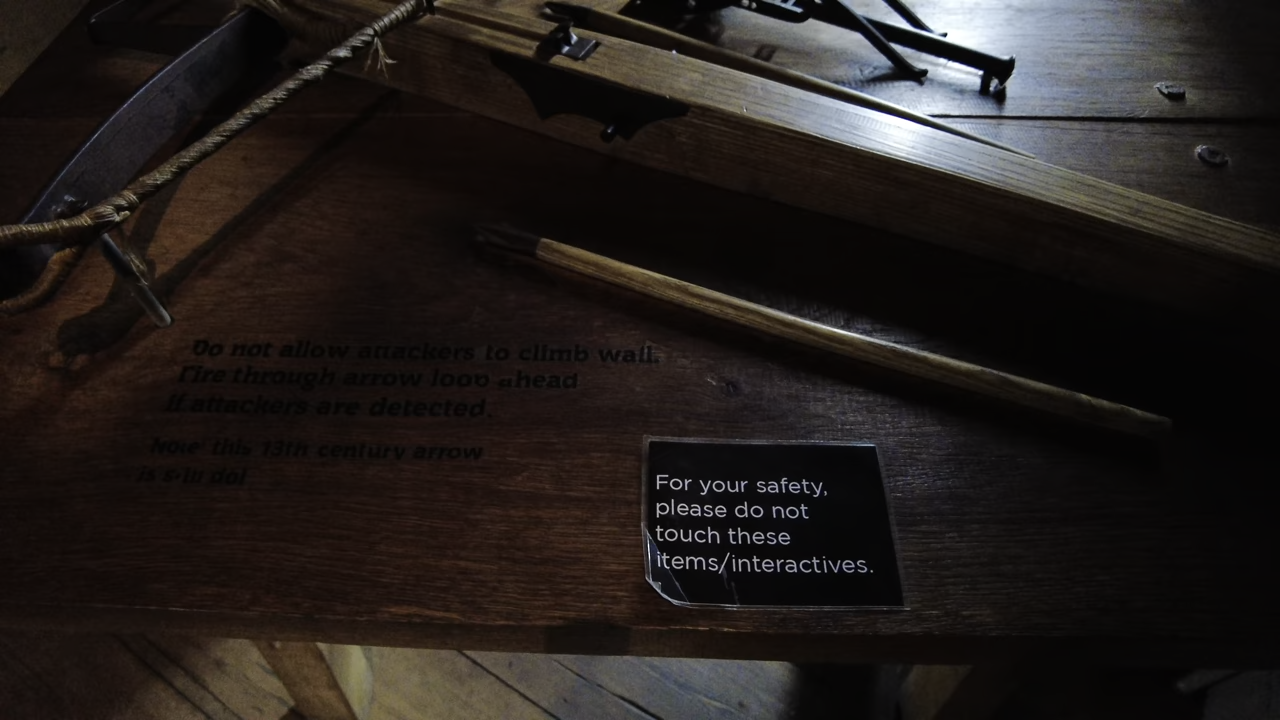 Do not allow attackers to climb wall.
Fire through arrow loop ahead
if attackers are detected.
Note: this 13th century arrow
is
For your safety,
please do not
touch these
items/interactives.